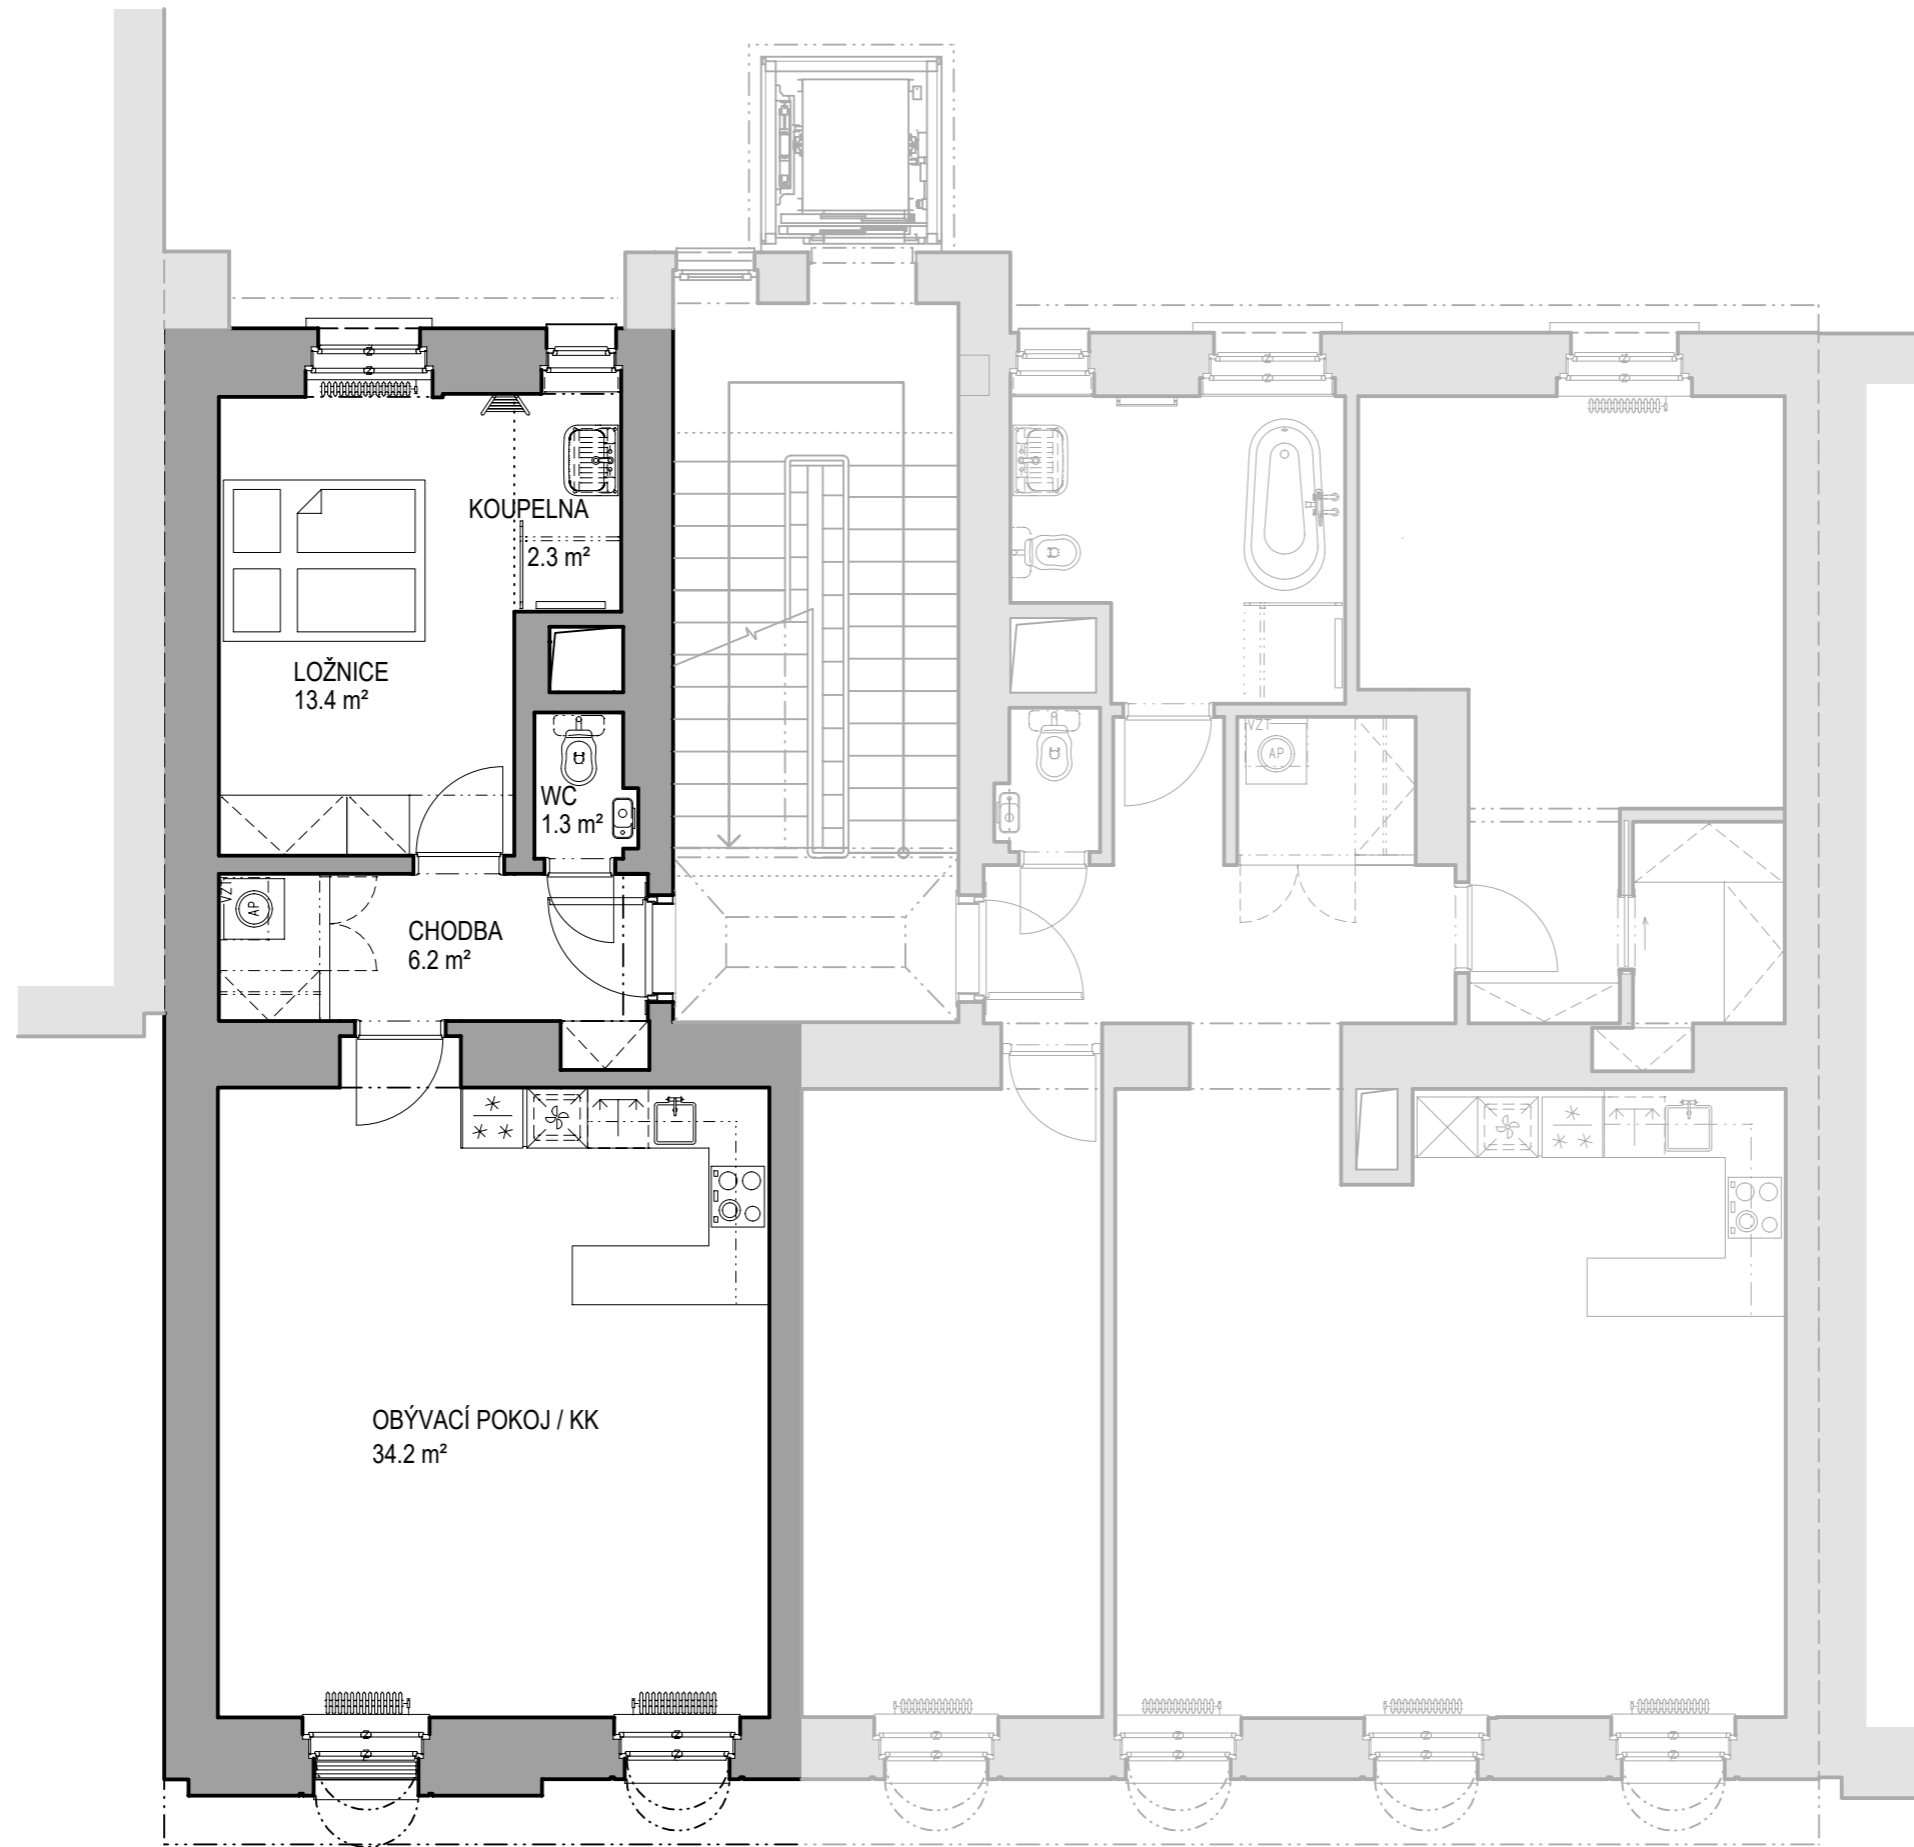 KOUPELNA
2.3 m²
LOŽNICE
13.4 m²
VZT
AP
WC
1.3 m²
VZT
AP
CHODBA
6.2 m²
OBÝVACÍ POKOJ / KK
34.2 m²